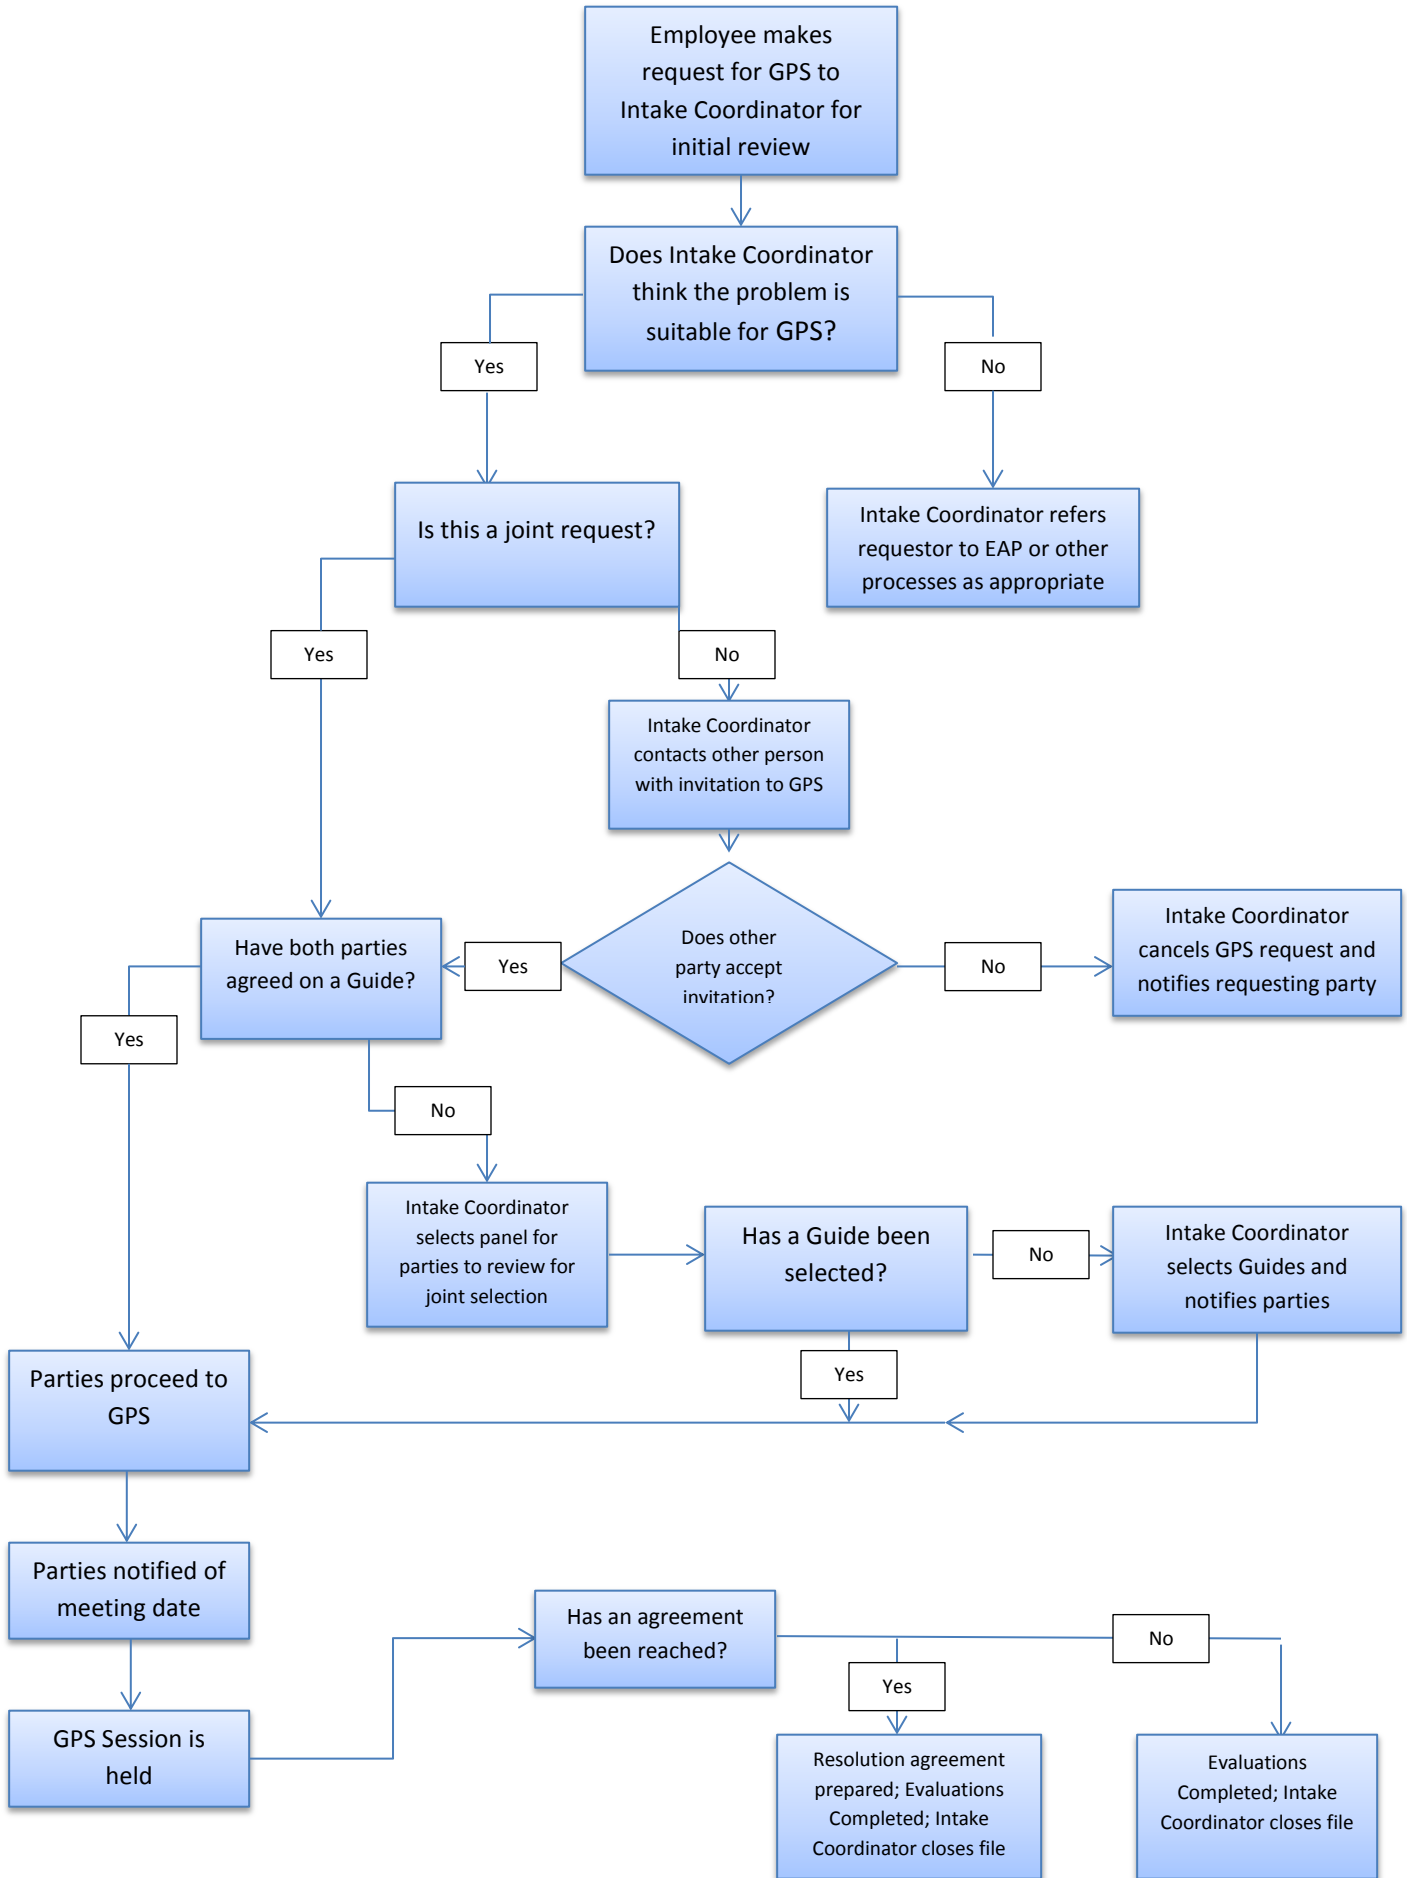 Employee makes
request for GPS to
Intake Coordinator for
initial review
Does Intake Coordinator
think the problem is
suitable for GPS?
Yes
No
Is this a joint request?
Intake Coordinator refers
requestor to EAP or other
processes as appropriate
Yes
No
Intake Coordinator
contacts other person
with invitation to GPS
Does other
party accept
invitation?
Yes
No
Intake Coordinator
cancels GPS request and
notifies requesting party
Have both parties
agreed on a Guide?
Yes
No
Intake Coordinator
selects panel for
parties to review for
joint selection
Has a Guide been
selected?
No
Intake Coordinator
selects Guides and
notifies parties
Yes
Parties proceed to
GPS
Parties notified of
meeting date
GPS Session is
held
Has an agreement
been reached?
No
Yes
Resolution agreement
prepared; Evaluations
Completed; Intake
Coordinator closes file
Evaluations
Completed; Intake
Coordinator closes file